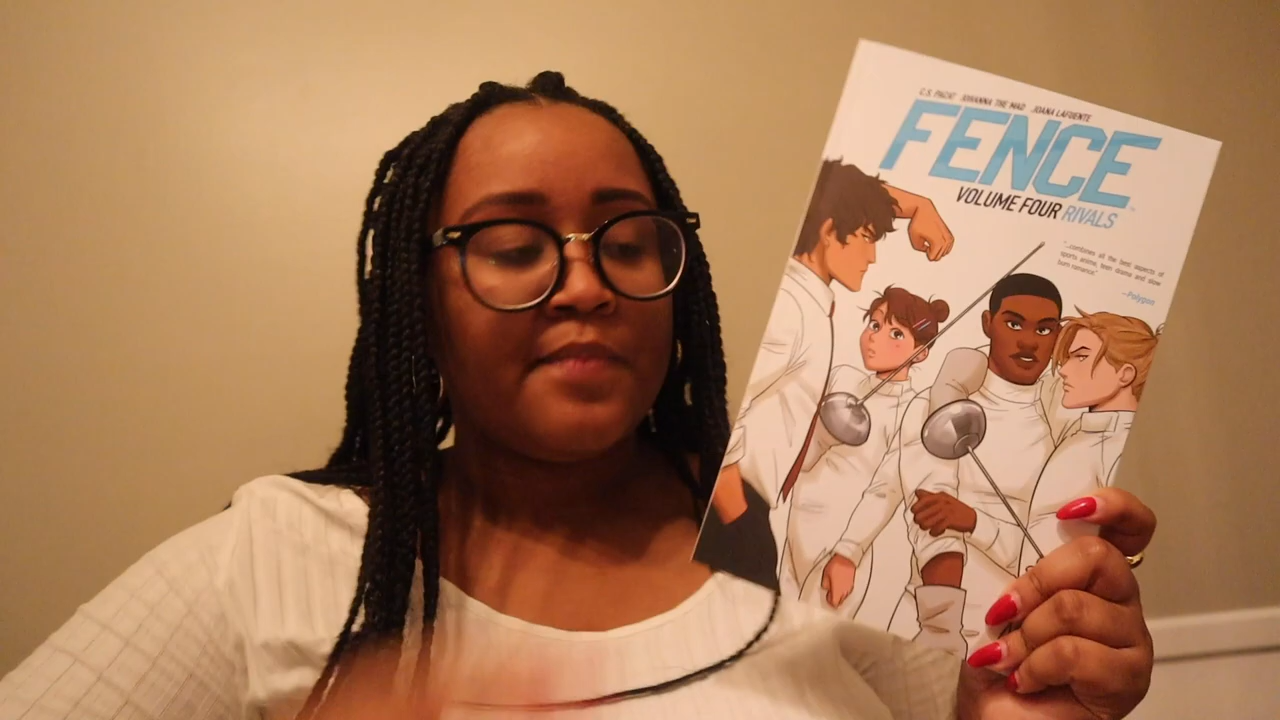 C.S. PACAT JOHANNA THE MAD JOANA LAFUENTE
FENCE
VOLUME FOUR RIVALS
"...combines all the best aspects of
sports anime, teen drama and slow
burn romance."
—Polygon